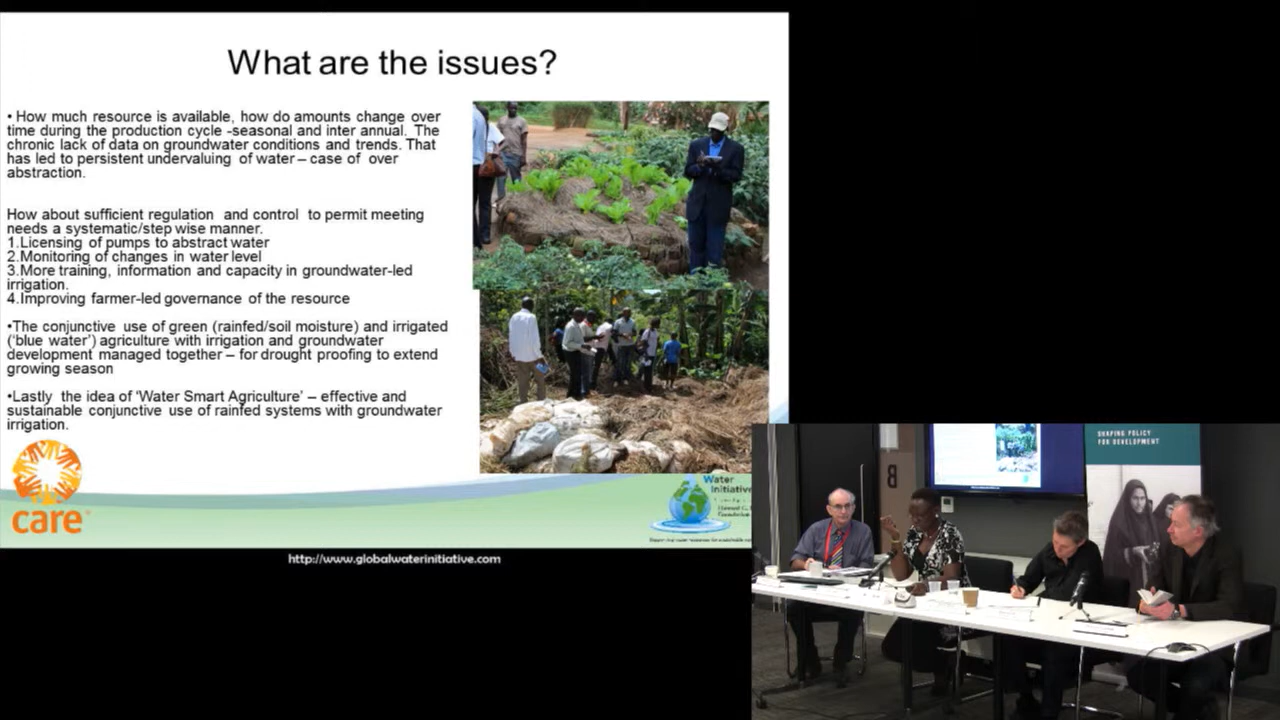 What are the issues?
• How much resource is available, how do amounts change over
time during the production cycle -seasonal and inter annual. The
chronic lack of data on groundwater conditions and trends. That
has led to persistent undervaluing of water – case of over
abstraction.
How about sufficient regulation and control to permit meeting
needs a systematic/step wise manner.
1.Licensing of pumps to abstract water
2.Monitoring of changes in water level
3.More training, information and capacity in groundwater-led
irrigation.
4.Improving farmer-led governance of the resource
•The conjunctive use of green (rainfed/soil moisture) and irrigated
('blue water') agriculture with irrigation and groundwater
development managed together – for drought proofing to extend
growing season
•Lastly the idea of 'Water Smart Agriculture' – effective and
sustainable conjunctive use of rainfed systems with groundwater
irrigation.
care
Water
Initiative
http://www.globalwaterinitiative.com
SHAPING POLICY
FOR DEVELOPMENT
B